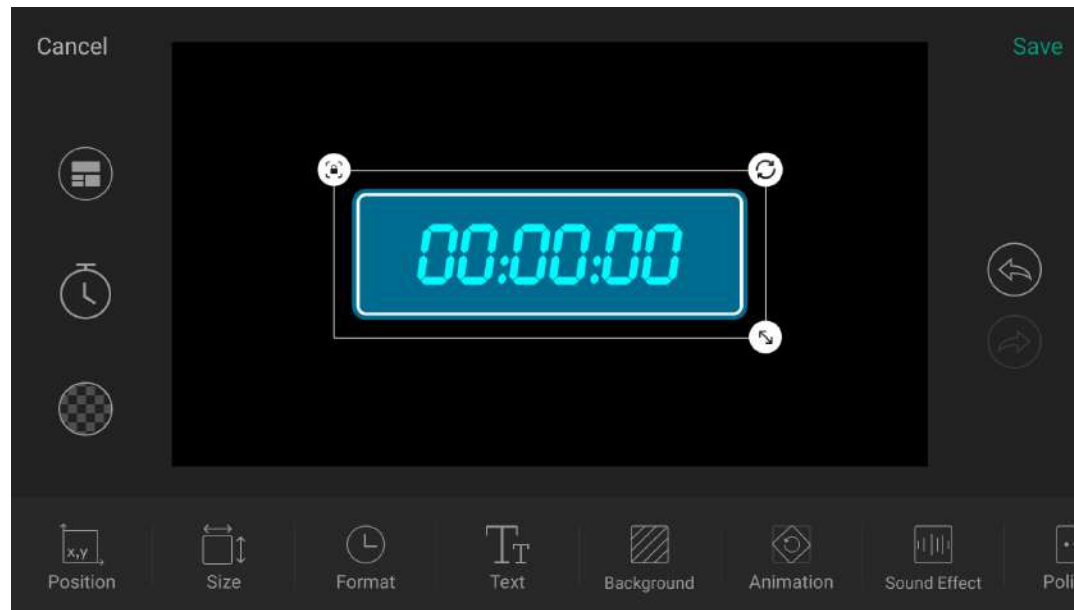 Cancel
Save
00:00:00
x,y
Position
Size
Format
Text
Background
Animation
Sound Effect